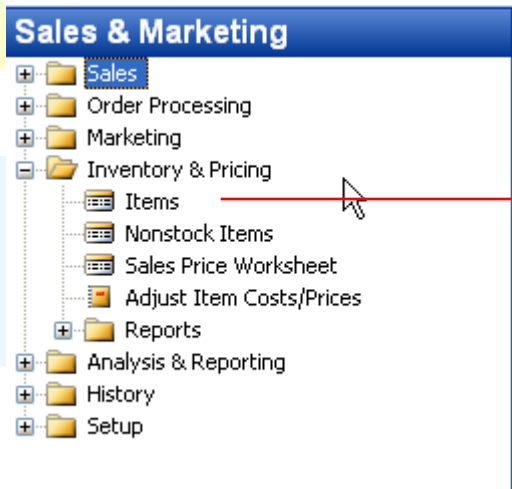 Sales & Marketing
Sales
Order Processing
Marketing
Inventory & Pricing
Items
Nonstock Items
Sales Price Worksheet
Adjust Item Costs/Prices
Reports
Analysis & Reporting
History
Setup